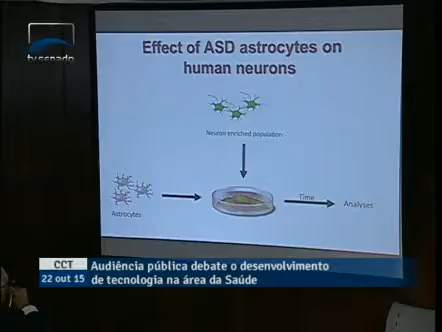 tv senado
Effect of ASD astrocytes on
human neurons
Neuron enriched population
Astrocytes
Time
Analyses
CCT
22 out 15
Audiência pública debate o desenvolvimento
de tecnologia na área da Saúde